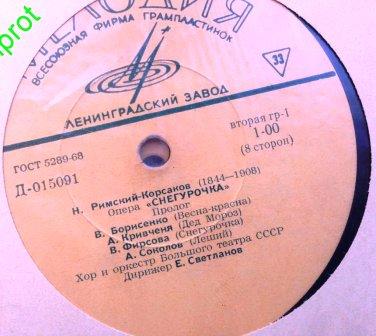 prot
МЕЛОДИЯ
ВСЕСОЮЗНАЯ ФИРМА ГРАМПЛАСТИНОК
33
ЛЕНИНГРАДСКИЙ ЗАВОД
ГОСТ 5289-68
Д-015091
вторая гр-1
1-00
(8 сторон)
Н. Римский-Корсаков (1844—1908)
Опера «СНЕГУРОЧКА»
Пролог
В. Борисенко (Весна-красна)
А. Кривченя (Дед Мороз)
В. Фирсова (Снегурочка)
А. Соколов (Леший)
Хор и оркестр Большого театра СССР
Дирижер Е. Светланов